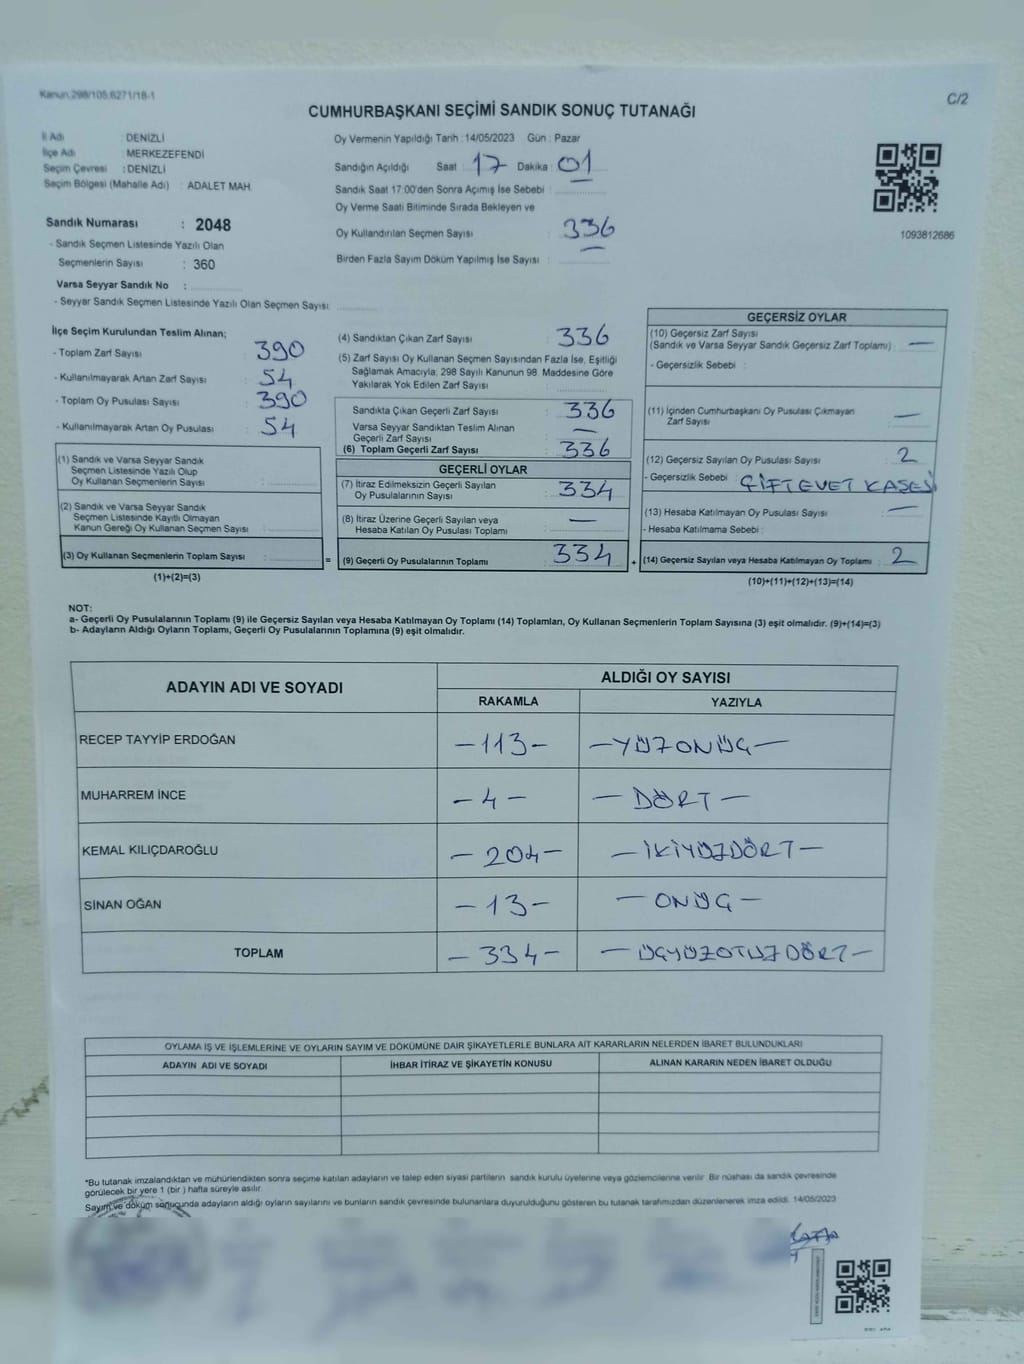 Kanun,298/105,6271/18-1
C/2
CUMHURBAŞKANI SEÇİMİ SANDIK SONUÇ TUTANAĞI
İl Adı : DENİZLİ
İlçe Adı : MERKEZEFENDİ
Seçim Çevresi : DENİZLİ
Seçim Bölgesi (Mahalle Adı) : ADALET MAH.
Oy Vermenin Yapıldığı Tarih : 14/05/2023 Gün : Pazar
Sandığın Açıldığı Saat : 17 Dakika : 01
Sandık Saat 17:00'den Sonra Açımış İse Sebebi :
Oy Verme Saati Bitiminde Sırada Bekleyen ve
Oy Kullandırılan Seçmen Sayısı : 336
Birden Fazla Sayım Döküm Yapılmış İse Sayısı :
1093812686
Sandık Numarası : 2048
- Sandık Seçmen Listesinde Yazılı Olan
Seçmenlerin Sayısı : 360
Varsa Seyyar Sandık No :
- Seyyar Sandık Seçmen Listesinde Yazılı Olan Seçmen Sayısı:
İlçe Seçim Kurulundan Teslim Alınan;
- Toplam Zarf Sayısı : 390
- Kullanılmayarak Artan Zarf Sayısı : 54
- Toplam Oy Pusulası Sayısı : 390
- Kullanılmayarak Artan Oy Pusulası : 54
(1) Sandık ve Varsa Seyyar Sandık
Seçmen Listesinde Yazılı Olup
Oy Kullanan Seçmenlerin Sayısı :
(2) Sandık ve Varsa Seyyar Sandık
Seçmen Listesinde Kayıtlı Olmayan
Kanun Gereği Oy Kullanan Seçmen Sayısı :
(3) Oy Kullanan Seçmenlerin Toplam Sayısı :
(1)+(2)=(3)
=
(4) Sandıktan Çıkan Zarf Sayısı : 336
(5) Zarf Sayısı Oy Kullanan Seçmen Sayısından Fazla İse, Eşitliği
Sağlamak Amacıyla, 298 Sayılı Kanunun 98. Maddesine Göre
Yakılarak Yok Edilen Zarf Sayısı :
Sandıkta Çıkan Geçerli Zarf Sayısı : 336
Varsa Seyyar Sandıktan Teslim Alınan
Geçerli Zarf Sayısı : —
(6) Toplam Geçerli Zarf Sayısı : 336
GEÇERLİ OYLAR
(7) İtiraz Edilmeksizin Geçerli Sayılan
Oy Pusulalarının Sayısı : 334
(8) İtiraz Üzerine Geçerli Sayılan veya
Hesaba Katılan Oy Pusulası Toplamı : —
(9) Geçerli Oy Pusulalarının Toplamı : 334
+
GEÇERSİZ OYLAR
(10) Geçersiz Zarf Sayısı
(Sandık ve Varsa Seyyar Sandık Geçersiz Zarf Toplamı) : —
- Geçersizlik Sebebi :
(11) İçinden Cumhurbaşkanı Oy Pusulası Çıkmayan
Zarf Sayısı : —
(12) Geçersiz Sayılan Oy Pusulası Sayısı : 2
- Geçersizlik Sebebi : ÇİFT EVET KAŞESİ
(13) Hesaba Katılmayan Oy Pusulası Sayısı : —
- Hesaba Katılmama Sebebi :
(14) Geçersiz Sayılan veya Hesaba Katılmayan Oy Toplamı : 2
(10)+(11)+(12)+(13)=(14)
NOT:
a- Geçerli Oy Pusulalarının Toplamı (9) ile Geçersiz Sayılan veya Hesaba Katılmayan Oy Toplamı (14) Toplamları, Oy Kullanan Seçmenlerin Toplam Sayısına (3) eşit olmalıdır. (9)+(14)=(3)
b- Adayların Aldığı Oyların Toplamı, Geçerli Oy Pusulalarının Toplamına (9) eşit olmalıdır.
ADAYIN ADI VE SOYADI
ALDIĞI OY SAYISI
RAKAMLA YAZIYLA
RECEP TAYYİP ERDOĞAN -113- -YÜZONÜÇ-
MUHARREM İNCE -4- -DÖRT-
KEMAL KILIÇDAROĞLU -204- -İKİYÜZDÖRT-
SİNAN OĞAN -13- -ONÜÇ-
TOPLAM -334- -ÜÇYÜZOTUZDÖRT-
OYLAMA İŞ VE İŞLEMLERİNE VE OYLARIN SAYIM VE DÖKÜMÜNE DAİR ŞİKAYETLERLE BUNLARA AİT KARARLARIN NELERDEN İBARET BULUNDUKLARI
ADAYIN ADI VE SOYADI İHBAR İTİRAZ VE ŞİKAYETİN KONUSU ALINAN KARARIN NEDEN İBARET OLDUĞU
*Bu tutanak imzalandıktan ve mühürlendikten sonra seçime katılan adayların ve talep eden siyasi partilerin sandık kurulu üyelerine veya gözlemcilerine verilir. Bir nüshası da sandık çevresinde
görülecek bir yere 1 (bir) hafta süreyle asılır.
Sayım ve döküm sonucunda adayların aldığı oyların sayılarını ve bunların sandık çevresinde bulunanlara duyurulduğunu gösteren bu tutanak tarafımızdan düzenlenerek imza edildi. 14/05/2023